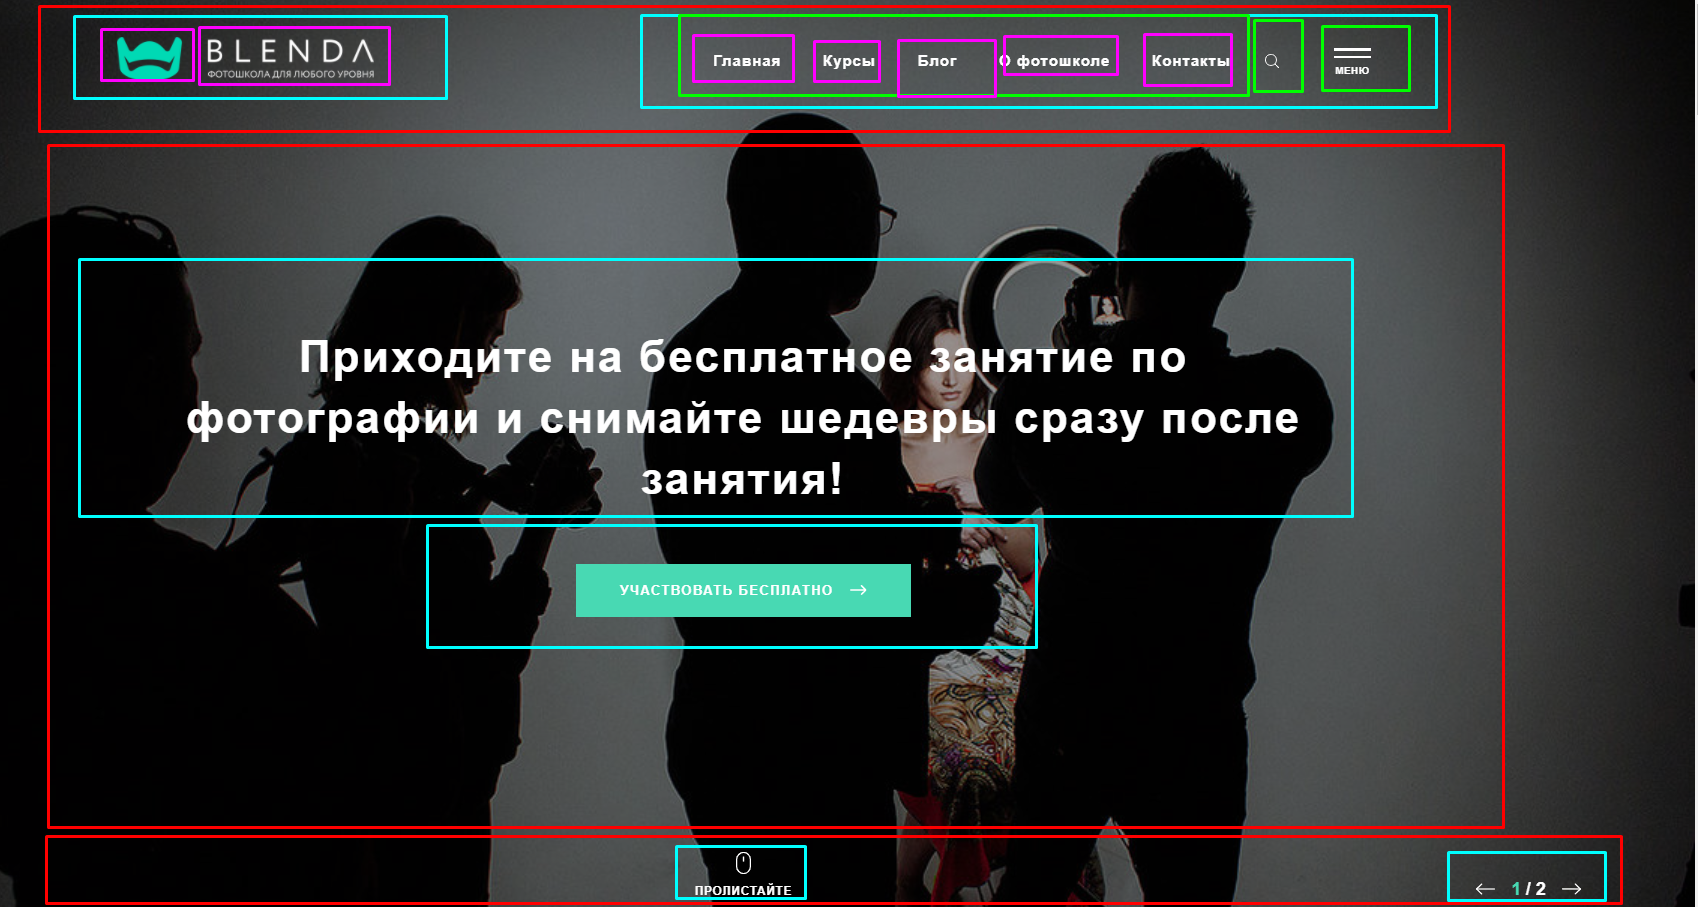 BLENDA
ФОТОШКОЛА ДЛЯ ЛЮБОГО УРОВНЯ
Главная Курсы Блог О фотошколе Контакты
МЕНЮ
Приходите на бесплатное занятие по
фотографии и снимайте шедевры сразу после
занятия!
УЧАСТВОВАТЬ БЕСПЛАТНО →
ПРОЛИСТАЙТЕ
← 1 / 2 →